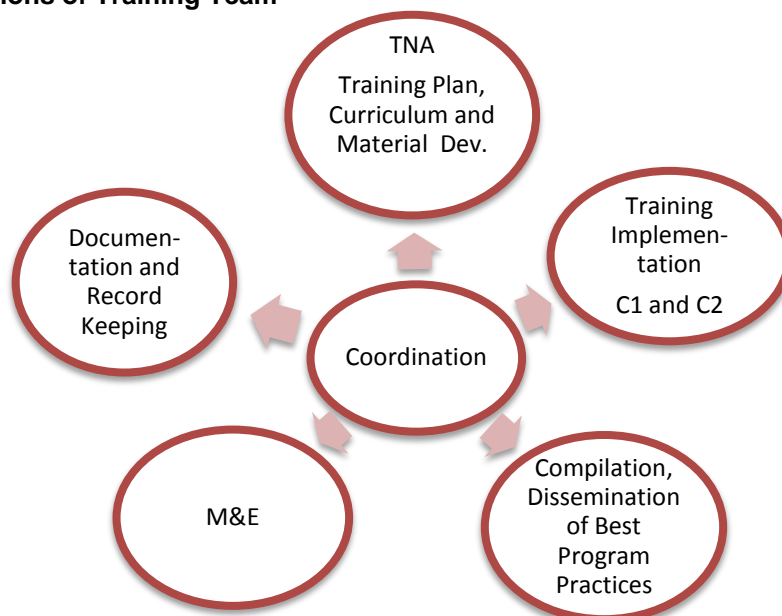 ions of Training Team
TNA
Training Plan,
Curriculum and
Material Dev.
Training
Implemen-
tation
C1 and C2
Documen-
tation and
Record
Keeping
Coordination
M&E
Compilation,
Dissemination
of Best
Program
Practices